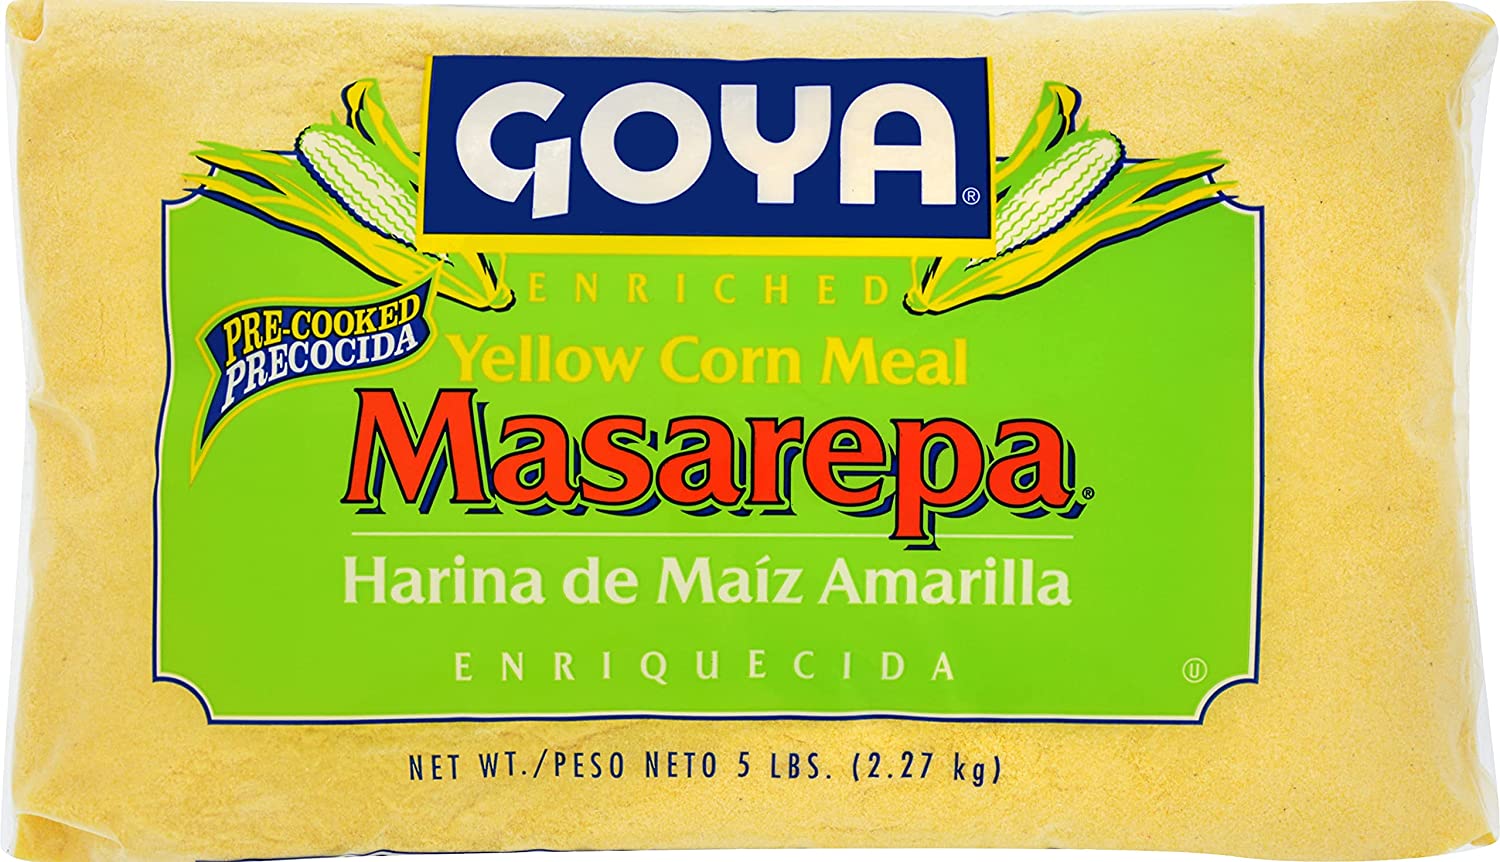 GOYA®
ENRICHED
PRE-COOKED
PRECOCIDA
Yellow Corn Meal
Masarepa®
Harina de Maíz Amarilla
ENRIQUECIDA
U
NET WT./PESO NETO 5 LBS. (2.27 kg)